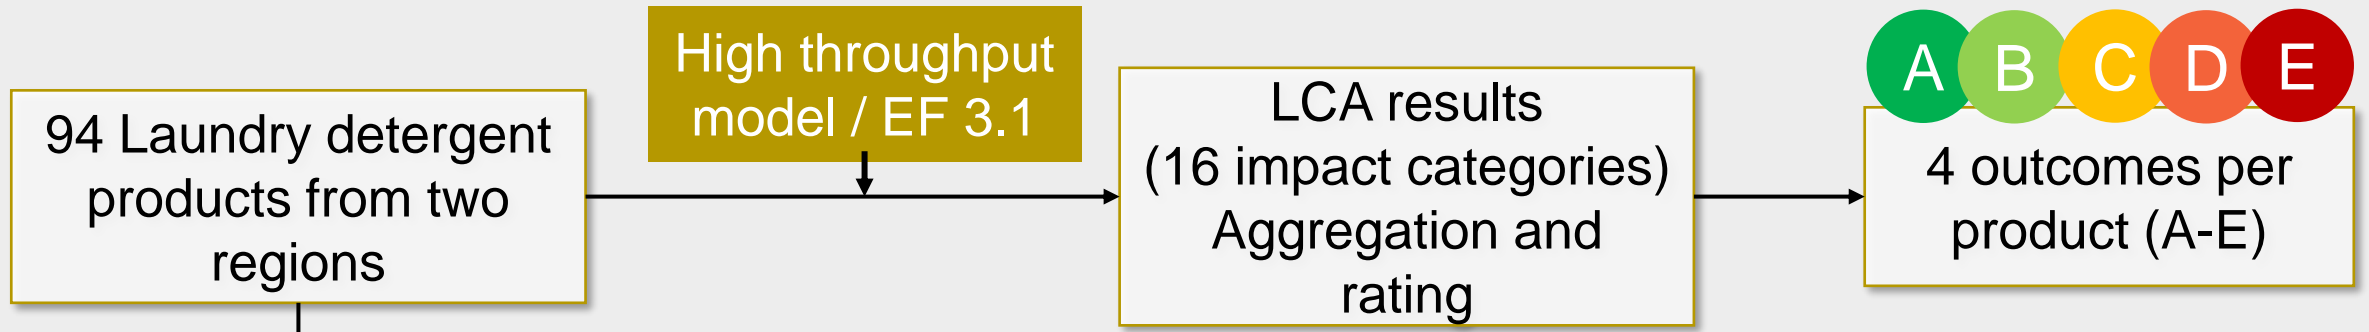 94 Laundry detergent
products from two
regions
High throughput
model / EF 3.1
LCA results
(16 impact categories)
Aggregation and
rating
A B C D E
4 outcomes per
product (A-E)